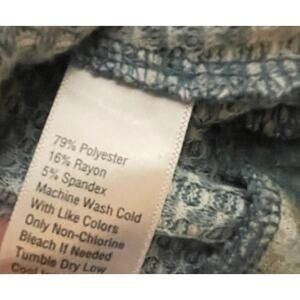 79% Polyester
16% Rayon
5% Spandex
Machine Wash Cold
With Like Colors
Only Non-Chlorine
Bleach If Needed
Tumble Dry Low
Cool